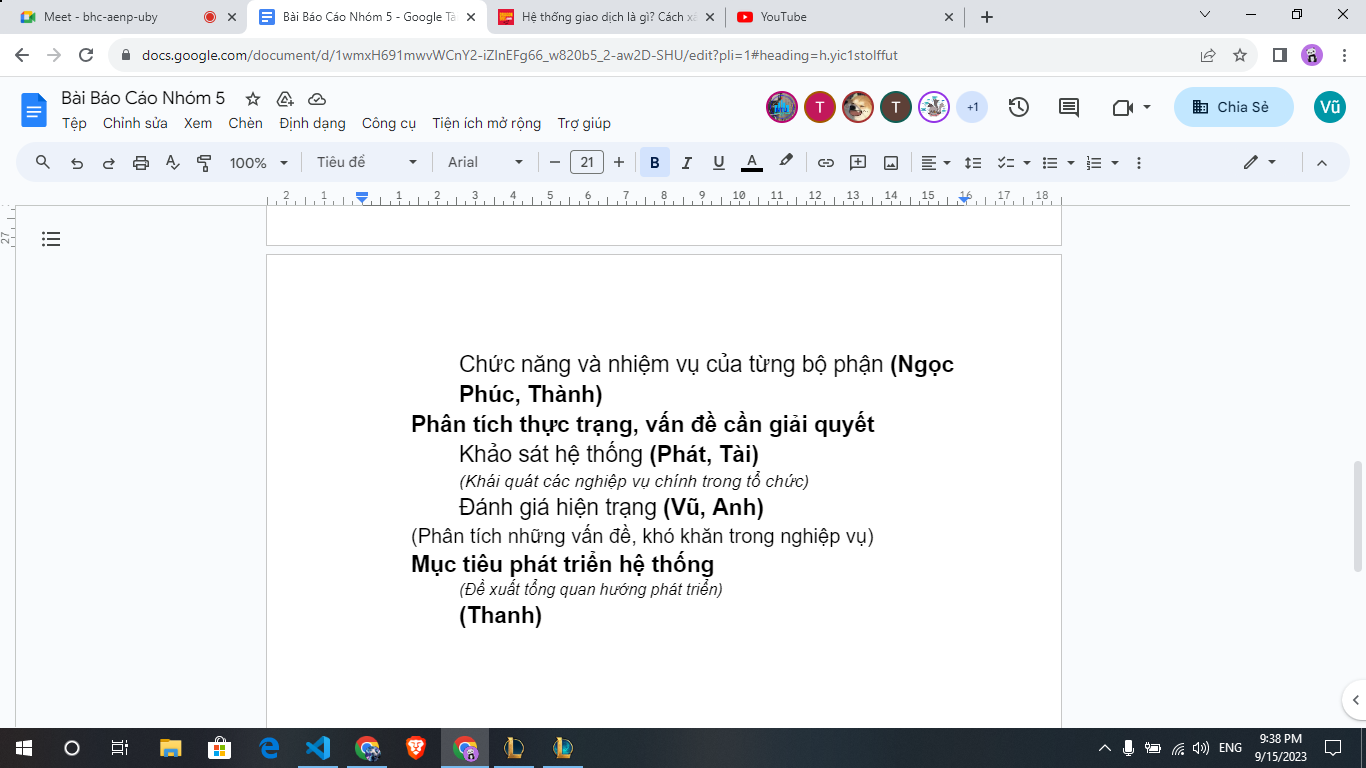 Meet - bhc-aenp-uby
Bài Báo Cáo Nhóm 5 - Google Tà
Hệ thống giao dịch là gì? Cách xá
YouTube
docs.google.com/document/d/1wmxH691mwvWCnY2-iZlnEFg66_w820b5_2-aw2D-SHU/edit?pli=1#heading=h.yic1stolffut
Bài Báo Cáo Nhóm 5
Tệp Chỉnh sửa Xem Chèn Định dạng Công cụ Tiện ích mở rộng Trợ giúp
T T +1 Chia Sẻ Vũ
100% Tiêu đề Arial 21 B I U A
2 1 1 2 3 4 5 6 7 8 9 10 11 12 13 14 15 16 17 18
27
Chức năng và nhiệm vụ của từng bộ phận (Ngọc
Phúc, Thành)
Phân tích thực trạng, vấn đề cần giải quyết
Khảo sát hệ thống (Phát, Tài)
(Khái quát các nghiệp vụ chính trong tổ chức)
Đánh giá hiện trạng (Vũ, Anh)
(Phân tích những vấn đề, khó khăn trong nghiệp vụ)
Mục tiêu phát triển hệ thống
(Đề xuất tổng quan hướng phát triển)
(Thanh)
ENG
9:38 PM
9/15/2023